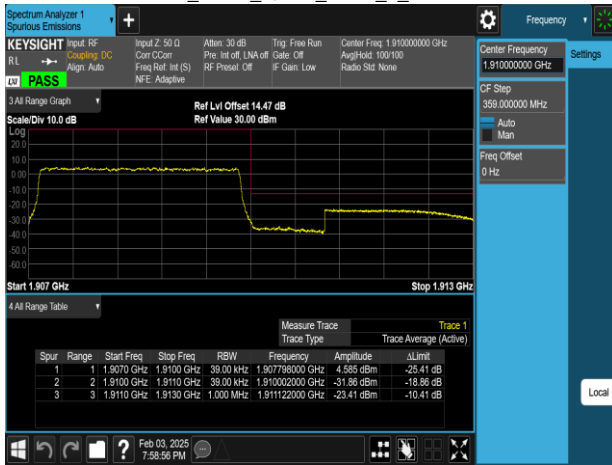 Spectrum Analyzer 1
Spurious Emissions
Frequency
KEYSIGHT
RL
LXI PASS
Input: RF
Coupling: DC
Align: Auto
Input Z: 50 Ω
Corr CCorr
Freq Ref: Int (S)
NFE: Adaptive
Atten: 30 dB
Pre: Int off, LNA off
RF Preset: Off
Trig: Free Run
Gate: Off
IF Gain: Low
Center Freq: 1.910000000 GHz
Avg|Hold: 100/100
Radio Std: None
Center Frequency
1.910000000 GHz
Settings
CF Step
359.000000 MHz
Auto
Man
Freq Offset
0 Hz
3 All Range Graph
Scale/Div 10.0 dB
Ref Lvl Offset 14.47 dB
Ref Value 30.00 dBm
Log
20.0
10.0
0.00
-10.0
-20.0
-30.0
-40.0
-50.0
-60.0
Start 1.907 GHz
Stop 1.913 GHz
4 All Range Table
Measure Trace Trace 1
Trace Type Trace Average (Active)
Spur Range Start Freq Stop Freq RBW Frequency Amplitude ΔLimit
1 1 1.9070 GHz 1.9100 GHz 39.00 kHz 1.907798000 GHz 4.585 dBm -25.41 dB
2 2 1.9100 GHz 1.9110 GHz 39.00 kHz 1.910002000 GHz -31.86 dBm -18.86 dB
3 3 1.9110 GHz 1.9130 GHz 1.000 MHz 1.911122000 GHz -23.41 dBm -10.41 dB
Local
Feb 03, 2025
7:58:56 PM